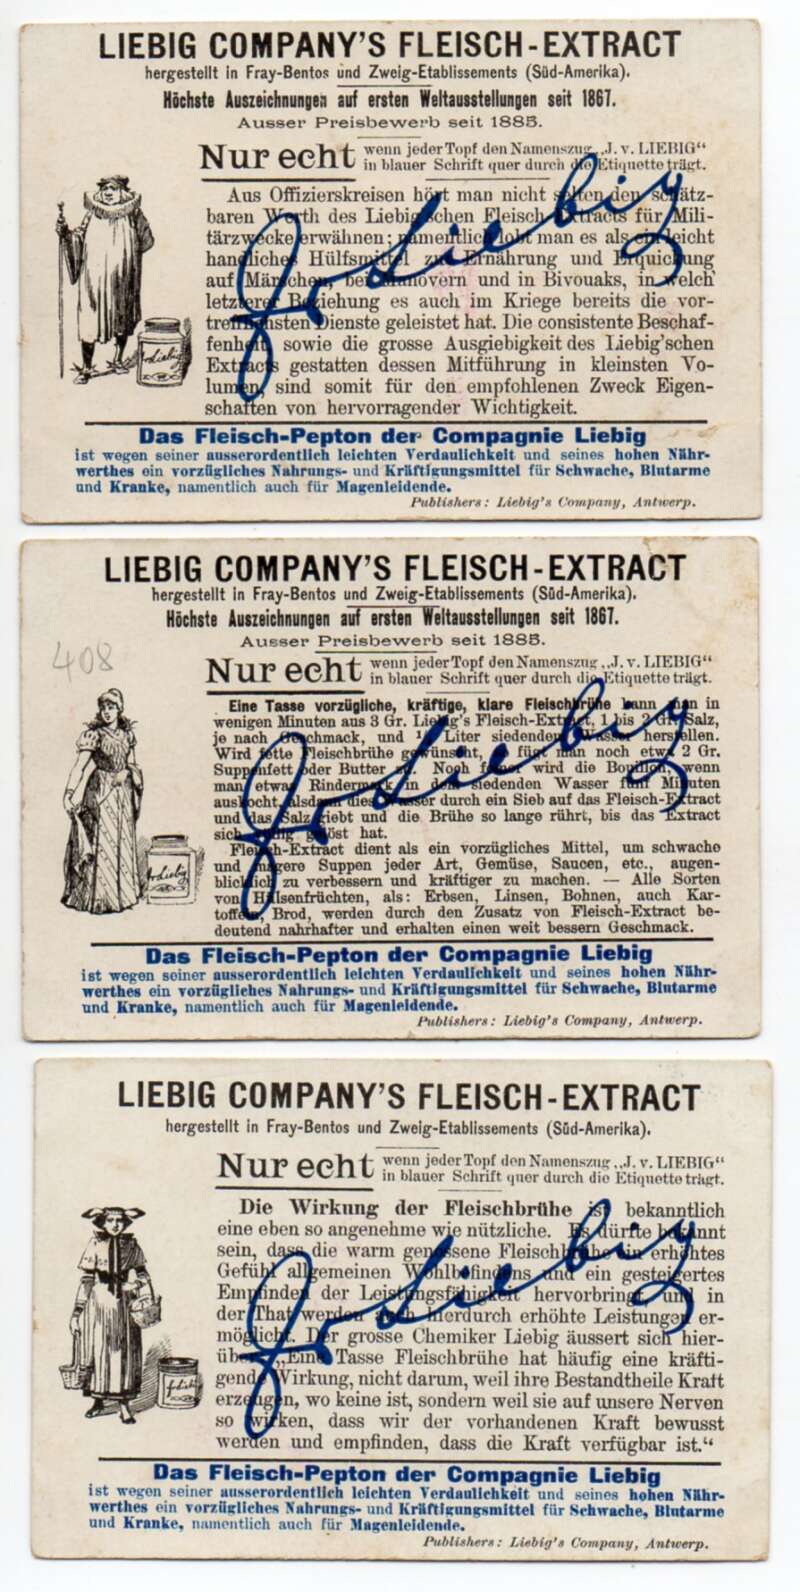 LIEBIG COMPANY'S FLEISCH-EXTRACT
hergestellt in Fray-Bentos und Zweig-Etablissements (Süd-Amerika).
Höchste Auszeichnungen auf ersten Weltausstellungen seit 1867.
Ausser Preisbewerb seit 1885.
Nur echt wenn jeder Topf den Namenszug „J. v. LIEBIG“
in blauer Schrift quer durch die Etiquette trägt.
Aus Offizierskreisen hört man nicht selten den schätz-
baren Werth des Liebig'schen Fleisch-Extracts für Mili-
tärzwecke erwähnen; namentlich lobt man es als ein leicht
handliches Hülfsmittel zur Ernährung und Erquickung
auf Märschen, bei Manövern und in Bivouaks, in welch
letzterer Beziehung es auch im Kriege bereits die vor-
trefflichsten Dienste geleistet hat. Die consistente Beschaf-
fenheit, sowie die grosse Ausgiebigkeit des Liebig'schen
Extracts gestatten dessen Mitführung in kleinsten Vo-
lumen, sind somit für den empfohlenen Zweck Eigen-
schaften von hervorragender Wichtigkeit.
JvLiebig
JvLiebig
Das Fleisch-Pepton der Compagnie Liebig
ist wegen seiner ausserordentlich leichten Verdaulichkeit und seines hohen Nähr-
werthes ein vorzügliches Nahrungs- und Kräftigungsmittel für Schwache, Blutarme
und Kranke, namentlich auch für Magenleidende.
Publishers: Liebig's Company, Antwerp.
LIEBIG COMPANY'S FLEISCH-EXTRACT
hergestellt in Fray-Bentos und Zweig-Etablissements (Süd-Amerika).
Höchste Auszeichnungen auf ersten Weltausstellungen seit 1867.
Ausser Preisbewerb seit 1885.
408
Nur echt wenn jeder Topf den Namenszug „J. v. LIEBIG“
in blauer Schrift quer durch die Etiquette trägt.
Eine Tasse vorzügliche, kräftige, klare Fleischbrühe kann man in
wenigen Minuten aus 3 Gr. Liebig's Fleisch-Extract, 1 bis 2 Gr. Salz,
je nach Geschmack, und Liter siedenden Wasser herstellen.
Wird fette Fleischbrühe gewünscht, so fügt man noch etwa 2 Gr.
Suppenfett oder Butter zu. Noch feiner wird die Bouillon, wenn
man etwas Rindermark in dem siedenden Wasser fünf Minuten
auskocht, alsdann dies Wasser durch ein Sieb auf das Fleisch-Extract
und das Salz giebt und die Brühe so lange rührt, bis das Extract
sich völlig gelöst hat.
Fleisch-Extract dient als ein vorzügliches Mittel, um schwache
und magere Suppen jeder Art, Gemüse, Saucen, etc., augen-
blicklich zu verbessern und kräftiger zu machen. — Alle Sorten
von Hülsenfrüchten, als: Erbsen, Linsen, Bohnen, auch Kar-
toffeln, Brod, werden durch den Zusatz von Fleisch-Extract be-
deutend nahrhafter und erhalten einen weit bessern Geschmack.
JvLiebig
JvLiebig
Das Fleisch-Pepton der Compagnie Liebig
ist wegen seiner ausserordentlich leichten Verdaulichkeit und seines hohen Nähr-
werthes ein vorzügliches Nahrungs- und Kräftigungsmittel für Schwache, Blutarme
und Kranke, namentlich auch für Magenleidende.
Publishers: Liebig's Company, Antwerp.
LIEBIG COMPANY'S FLEISCH-EXTRACT
hergestellt in Fray-Bentos und Zweig-Etablissements (Süd-Amerika).
Nur echt wenn jeder Topf den Namenszug „J. v. LIEBIG“
in blauer Schrift quer durch die Etiquette trägt.
Die Wirkung der Fleischbrühe ist bekanntlich
eine eben so angenehme wie nützliche. Es dürfte bekannt
sein, dass die warm genossene Fleischbrühe ein erhöhtes
Gefühl allgemeinen Wohlbefindens und ein gesteigertes
Empfinden der Leistungsfähigkeit hervorbringt, und in
der That werden auch hierdurch erhöhte Leistungen er-
möglicht. Der grosse Chemiker Liebig äussert sich hier-
über: „Eine Tasse Fleischbrühe hat häufig eine kräfti-
gende Wirkung, nicht darum, weil ihre Bestandtheile Kraft
erzeugen, wo keine ist, sondern weil sie auf unsere Nerven
so wirken, dass wir der vorhandenen Kraft bewusst
werden und empfinden, dass die Kraft verfügbar ist.“
JvLiebig
JvLiebig
Das Fleisch-Pepton der Compagnie Liebig
ist wegen seiner ausserordentlich leichten Verdaulichkeit und seines hohen Nähr-
werthes ein vorzügliches Nahrungs- und Kräftigungsmittel für Schwache, Blutarme
und Kranke, namentlich auch für Magenleidende.
Publishers: Liebig's Company, Antwerp.